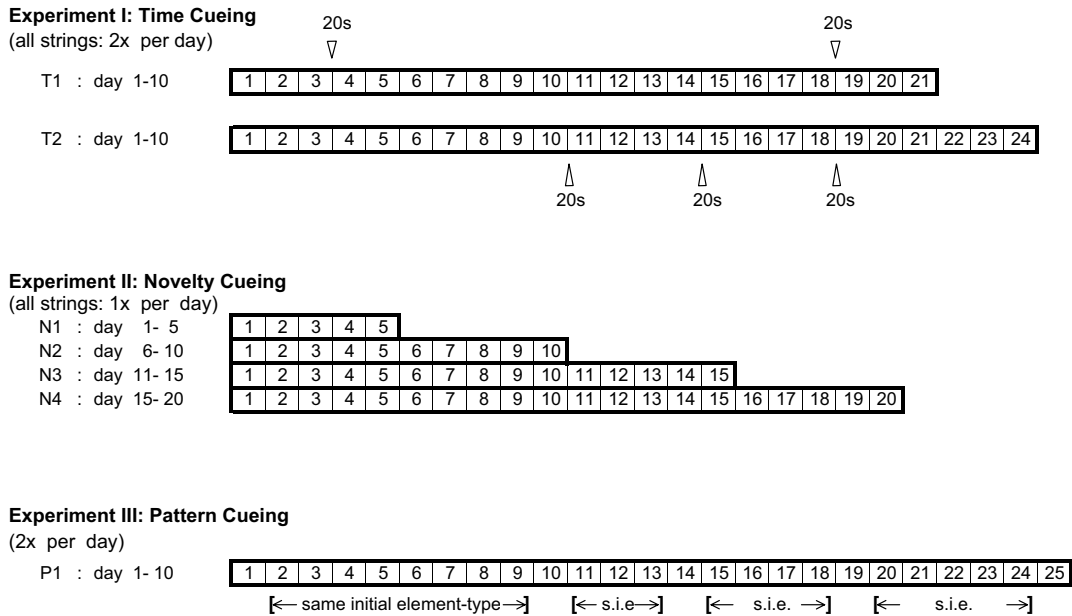 Experiment I: Time Cueing
(all strings: 2x per day)
20s 20s
T1 : day 1-10 1 2 3 4 5 6 7 8 9 10 11 12 13 14 15 16 17 18 19 20 21
T2 : day 1-10 1 2 3 4 5 6 7 8 9 10 11 12 13 14 15 16 17 18 19 20 21 22 23 24
20s 20s 20s
Experiment II: Novelty Cueing
(all strings: 1x per day)
N1 : day 1- 5 1 2 3 4 5
N2 : day 6- 10 1 2 3 4 5 6 7 8 9 10
N3 : day 11- 15 1 2 3 4 5 6 7 8 9 10 11 12 13 14 15
N4 : day 15- 20 1 2 3 4 5 6 7 8 9 10 11 12 13 14 15 16 17 18 19 20
Experiment III: Pattern Cueing
(2x per day)
P1 : day 1- 10 1 2 3 4 5 6 7 8 9 10 11 12 13 14 15 16 17 18 19 20 21 22 23 24 25
[← same initial element-type→] [← s.i.e→] [← s.i.e. →] [← s.i.e. →]